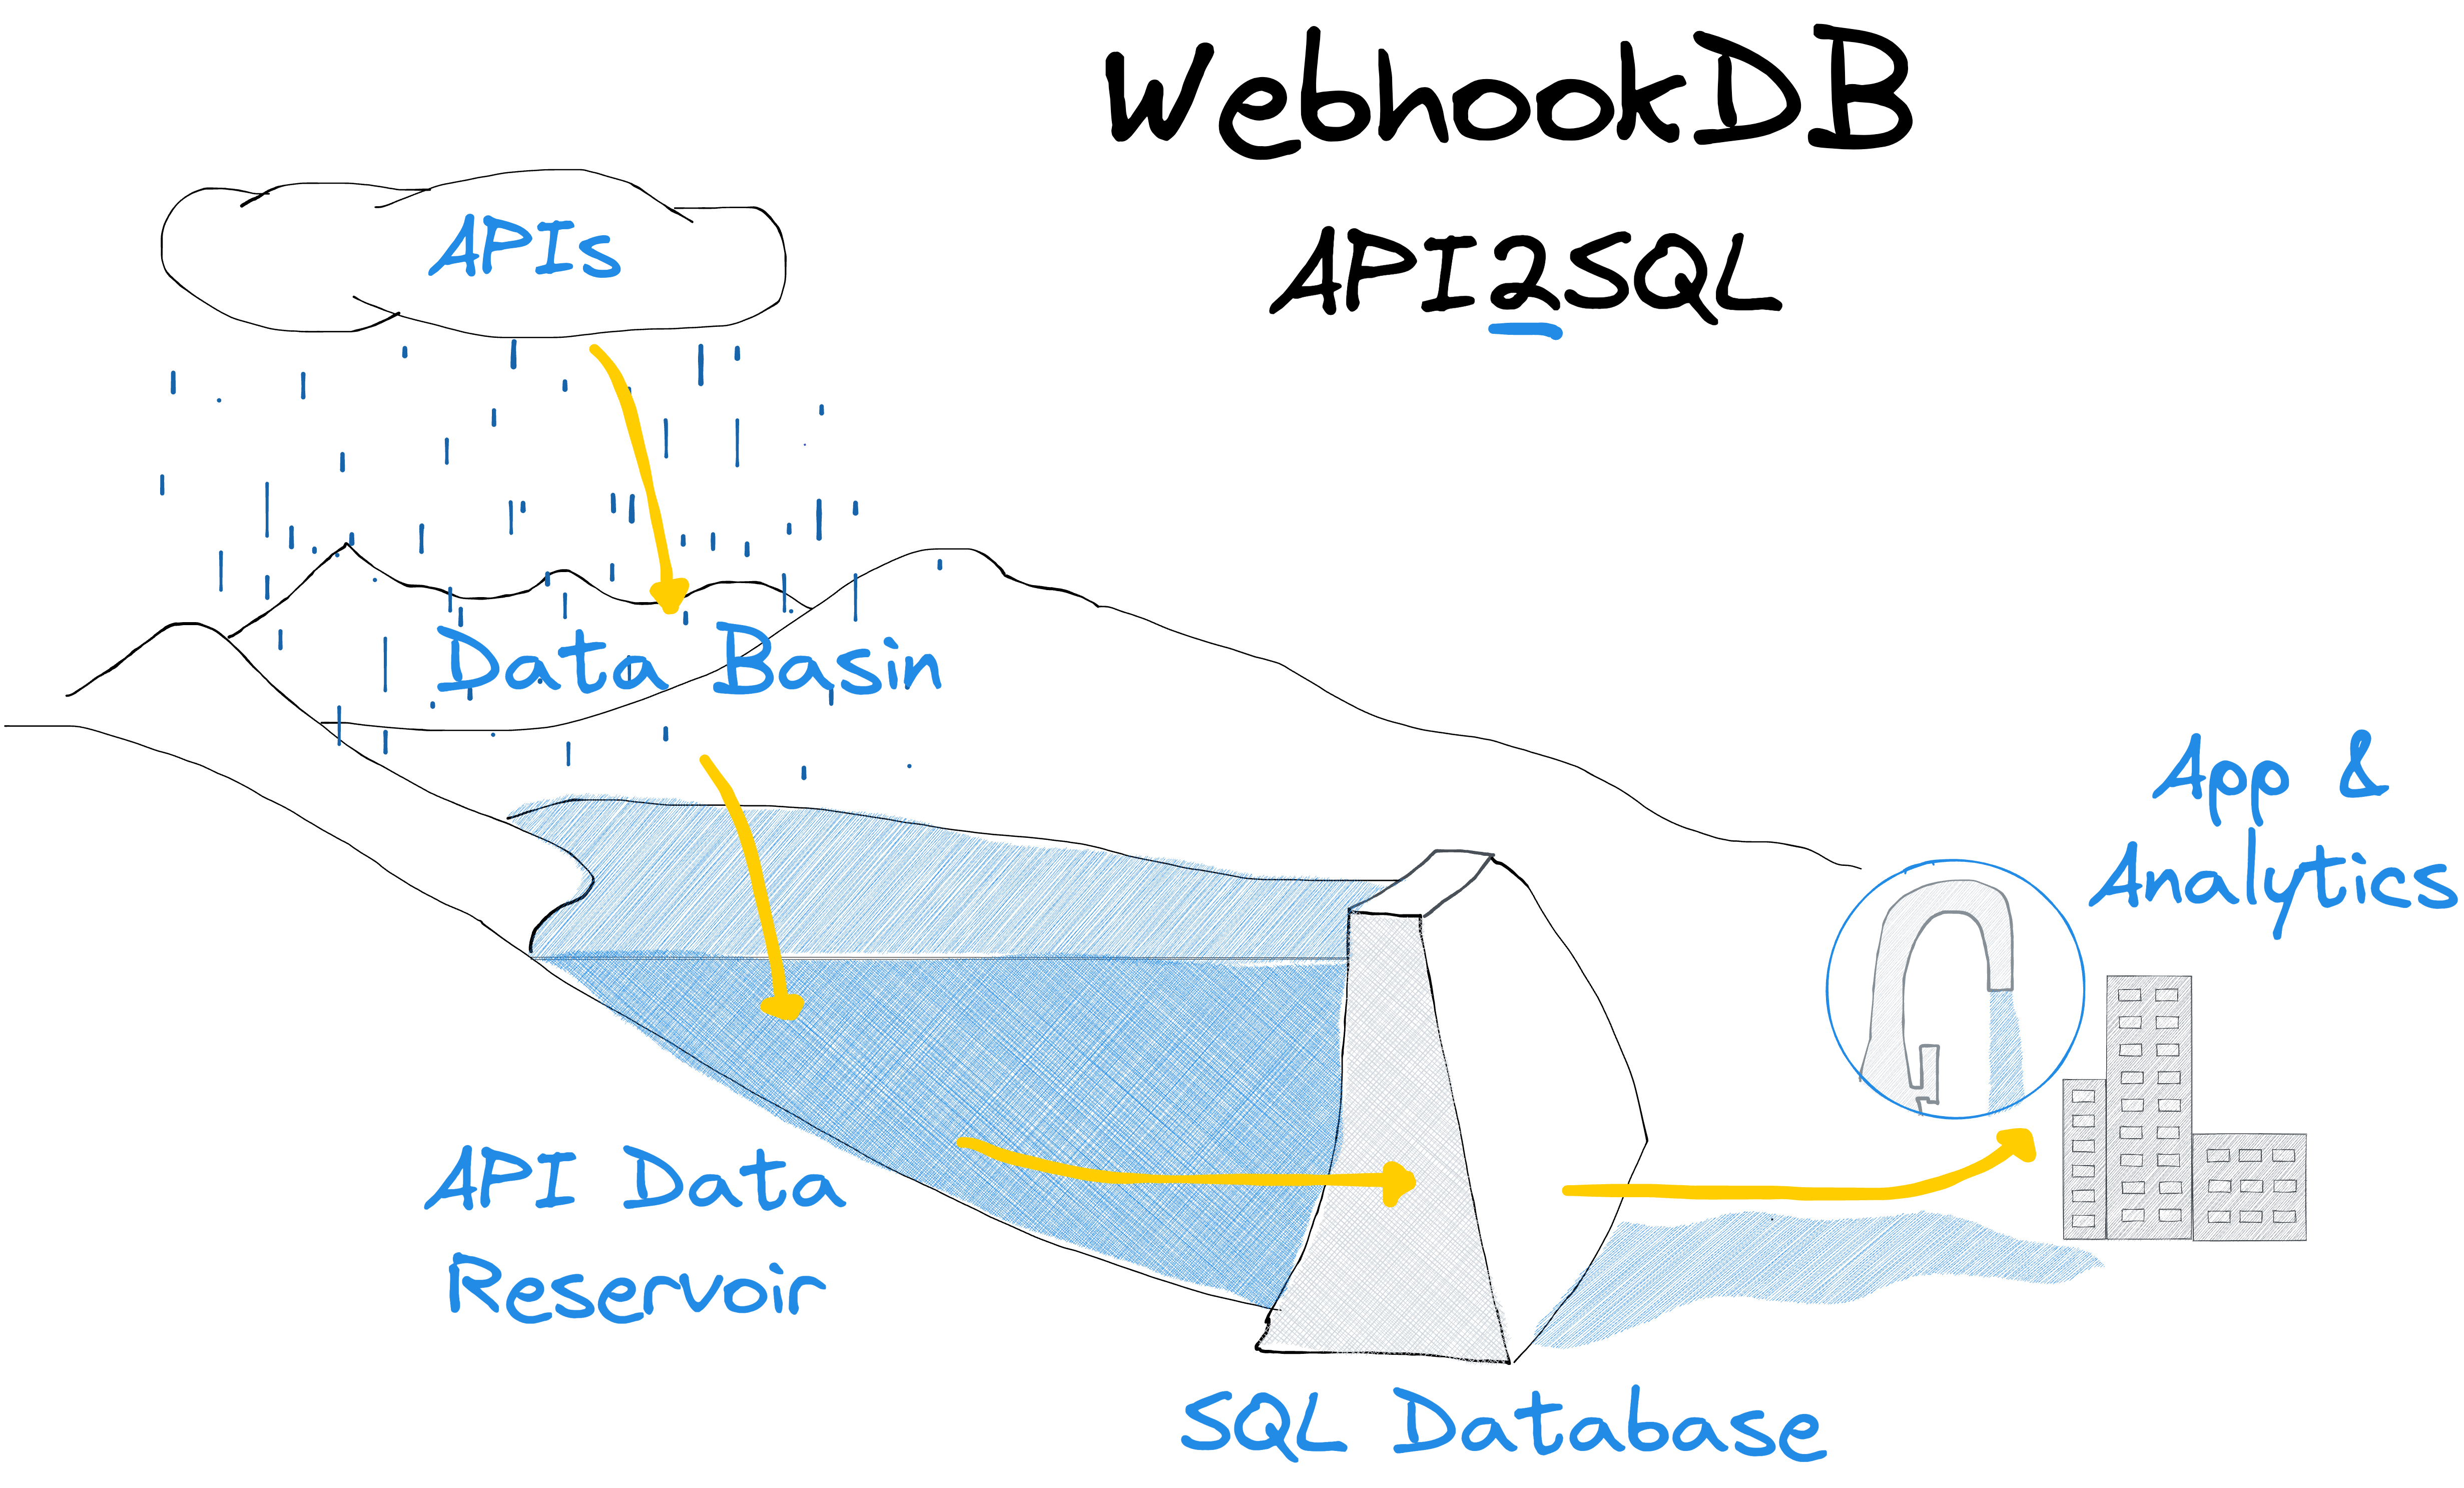 WebhookDB
API2SQL
APIs
Data Basin
App &
Analytics
API Data
Reservoir
SQL Database